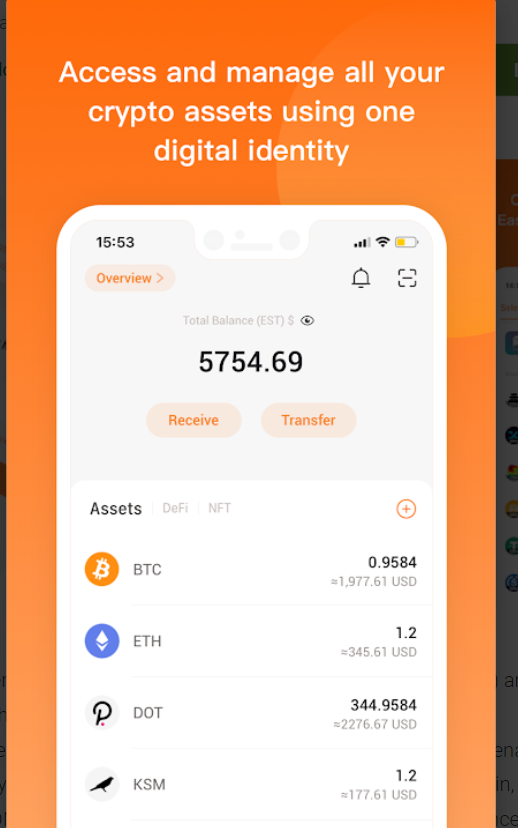 Access and manage all your
crypto assets using one
digital identity
15:53
Overview >
Total Balance (EST) $
5754.69
Receive Transfer
Assets DeFi NFT
BTC 0.9584
≈1,977.61 USD
ETH 1.2
≈345.61 USD
DOT 344.9584
≈2276.67 USD
KSM 1.2
≈177.61 USD